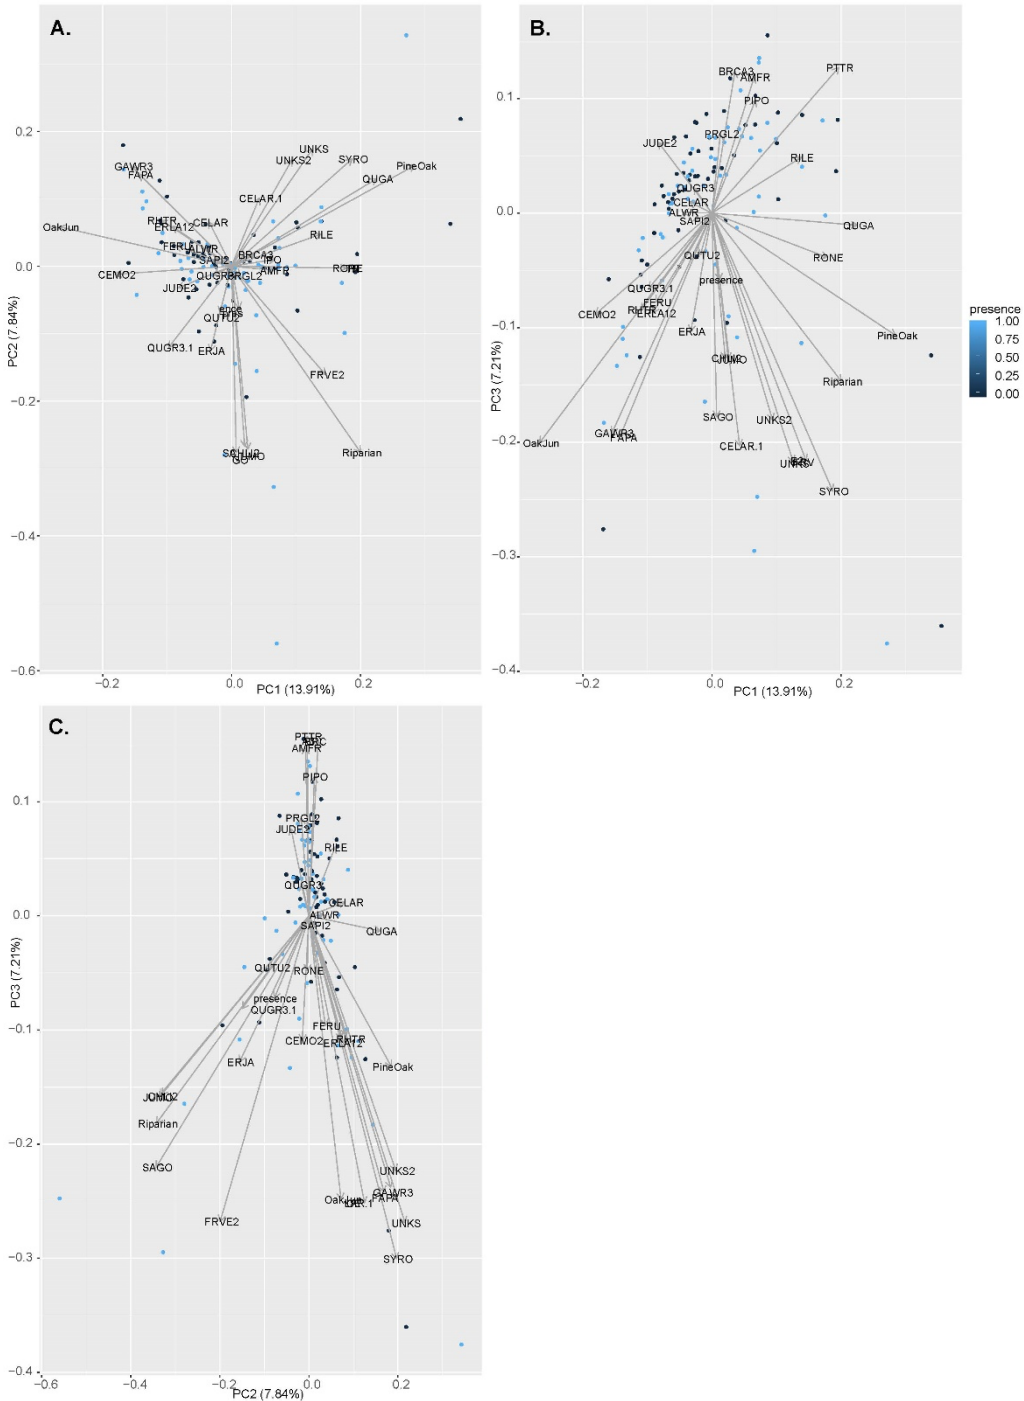 A.
0.2
0.0
−0.2
−0.4
−0.6
PC2 (7.84%)
−0.2
0.0
0.2
PC1 (13.91%)
GAWR3
FAPA
UNKS
UNKS2
SYRO
PineOak
QUGA
CELAR.1
RUTR
CELAR
ERLA12
OakJun
RILE
FERU
ALWR
SAPI2
BRCA3
PIPO
CEMO2
QUGR3
PRGL2
AMFR
RONE
JUDE2
QUTU2
QUGR3.1
ERJA
FRVE2
Riparian
B.
0.1
0.0
−0.1
−0.2
−0.3
−0.4
PC3 (7.21%)
−0.2
0.0
0.2
PC1 (13.91%)
BRCA3
AMFR
PTTR
PIPO
PRGL2
JUDE2
RILE
QUGR3
CELAR
ALWR
SAPI2
QUGA
QUTU2
RONE
presence
QUGR3.1
FERU
CEMO2
RUTR
ERLA12
ERJA
PineOak
JUMO
Riparian
SAGO
UNKS2
GAWR3
FAPA
OakJun
CELAR.1
UNKS
SYRO
presence
1.00
0.75
0.50
0.25
0.00
C.
0.1
0.0
−0.1
−0.2
−0.3
−0.4
PC3 (7.21%)
−0.6
−0.4
−0.2
0.0
0.2
PC2 (7.84%)
PTTR
AMFR
PIPO
PRGL2
JUDE2
RILE
QUGR3
CELAR
ALWR
SAPI2
QUGA
QUTU2
RONE
presence
QUGR3.1
FERU
CEMO2
ERLA12
RUTR
ERJA
PineOak
Riparian
SAGO
UNKS2
GAWR3
FAPA
OakJun
FRVE2
UNKS
SYRO